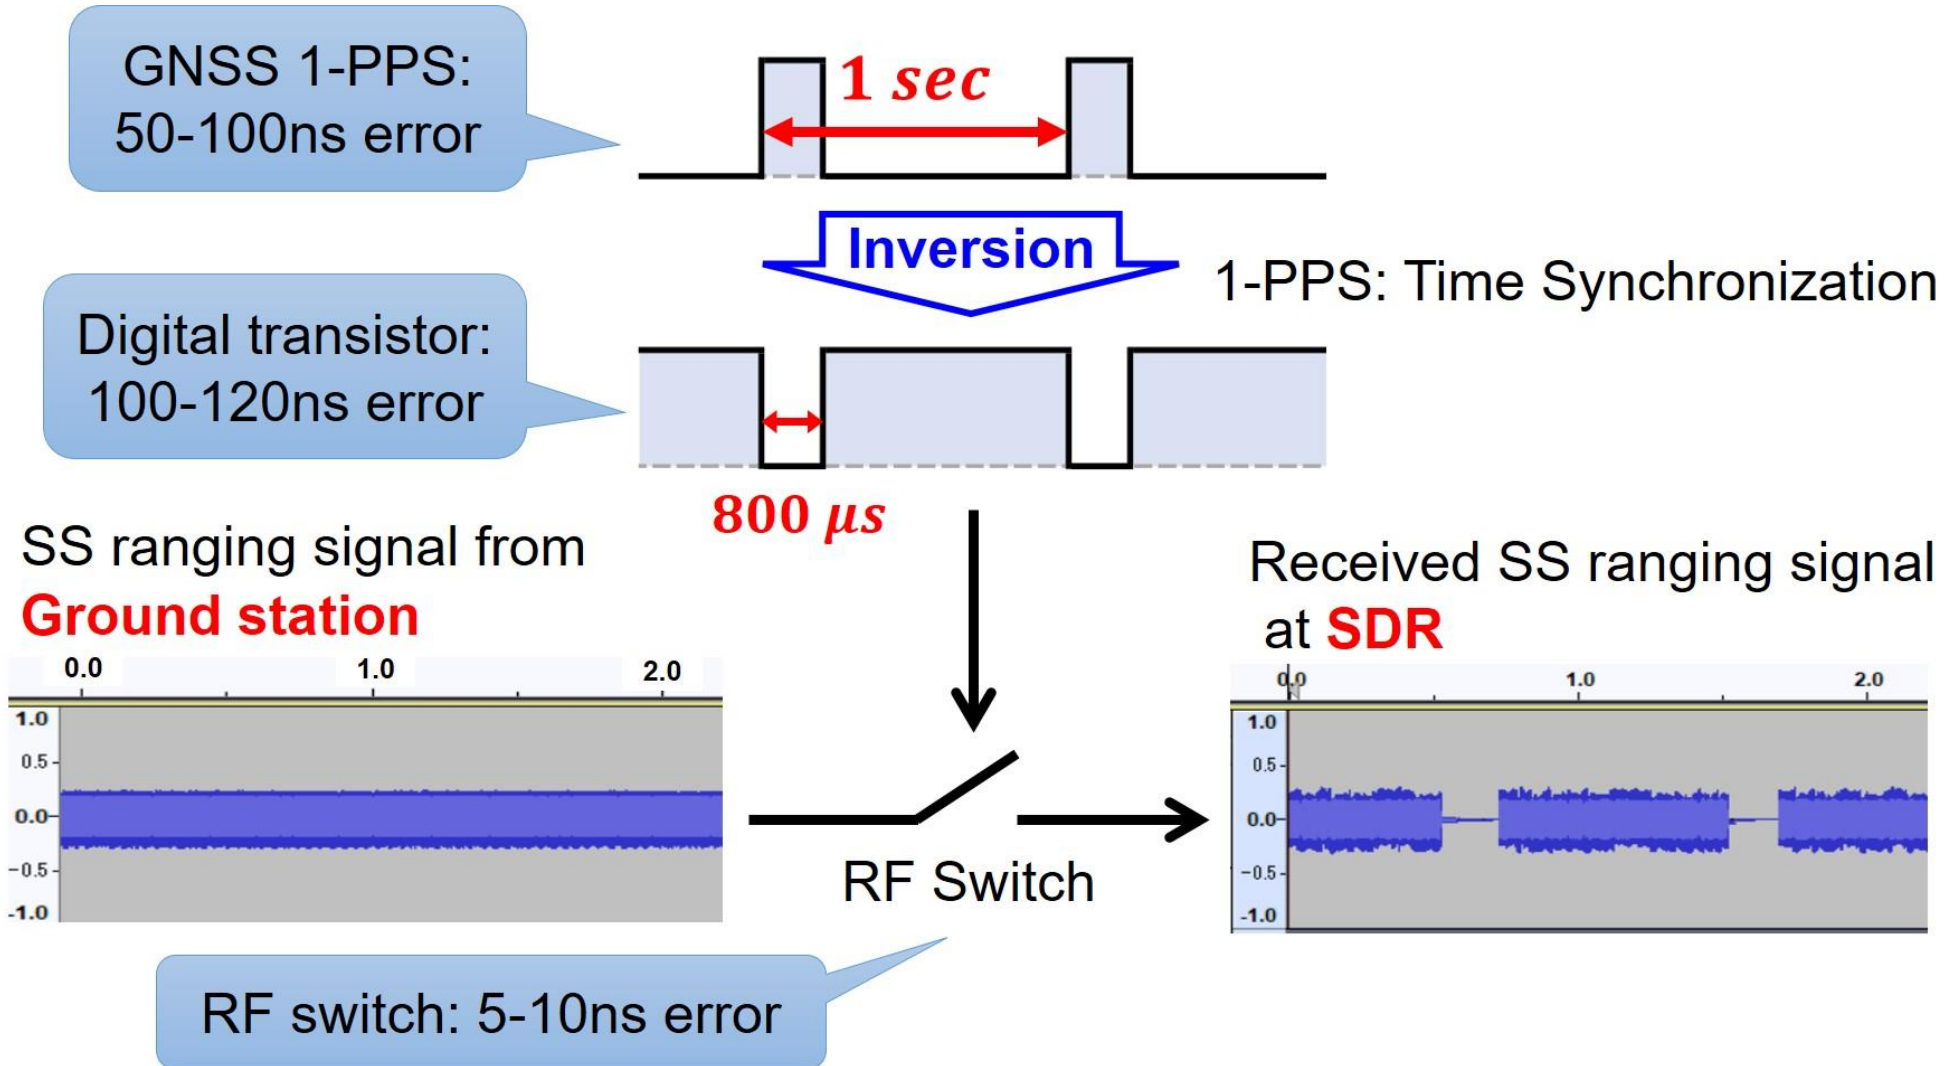 GNSS 1-PPS:
50-100ns error
1 sec
Inversion
1-PPS: Time Synchronization
Digital transistor:
100-120ns error
800 µs
SS ranging signal from
Ground station
Received SS ranging signal
at SDR
0.0 1.0 2.0
1.0
0.5
0.0
-0.5
-1.0
0.0 1.0 2.0
1.0
0.5
0.0
-0.5
-1.0
RF Switch
RF switch: 5-10ns error